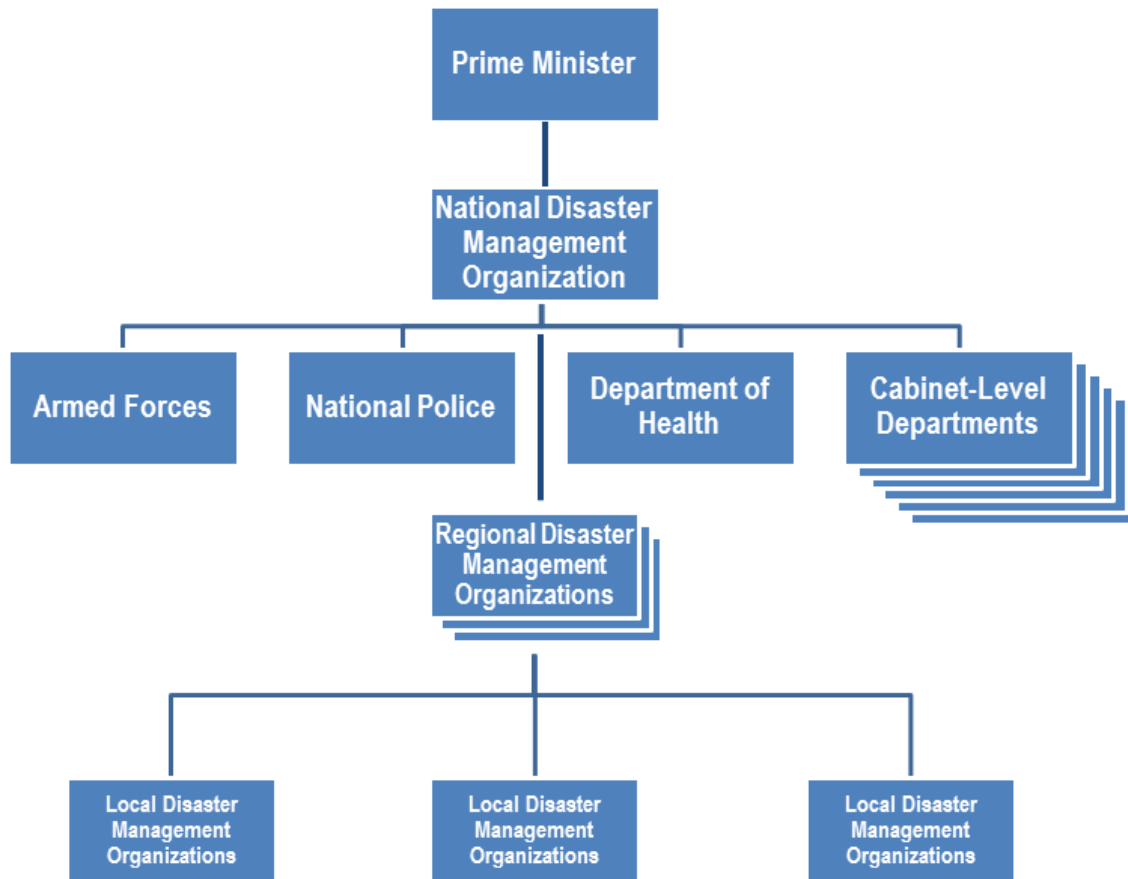 Prime Minister
National Disaster
Management
Organization
Armed Forces
National Police
Department of
Health
Cabinet-Level
Departments
Regional Disaster
Management
Organizations
Local Disaster
Management
Organizations
Local Disaster
Management
Organizations
Local Disaster
Management
Organizations